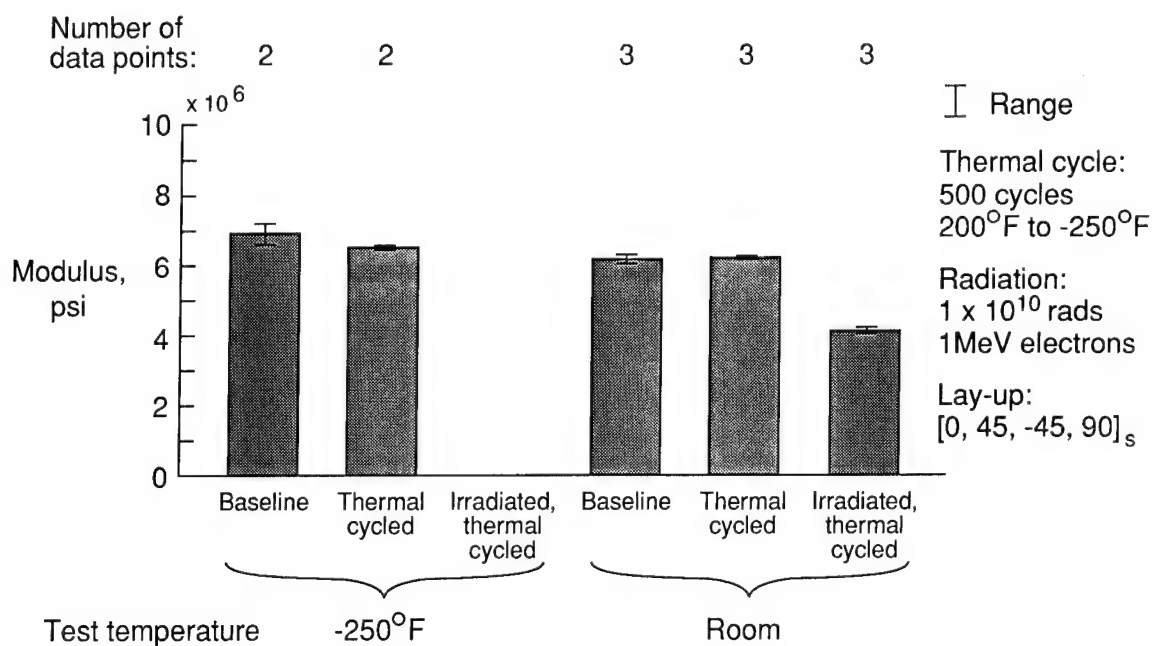 Number of
data points: 2 2 3 3 3
x 10^6
10
8
6
4
2
0
Modulus,
psi
Range
Thermal cycle:
500 cycles
200°F to -250°F
Radiation:
1 x 10^10 rads
1MeV electrons
Lay-up:
[0, 45, -45, 90]_s
Baseline
Thermal
cycled
Irradiated,
thermal
cycled
Baseline
Thermal
cycled
Irradiated,
thermal
cycled
Test temperature -250°F Room